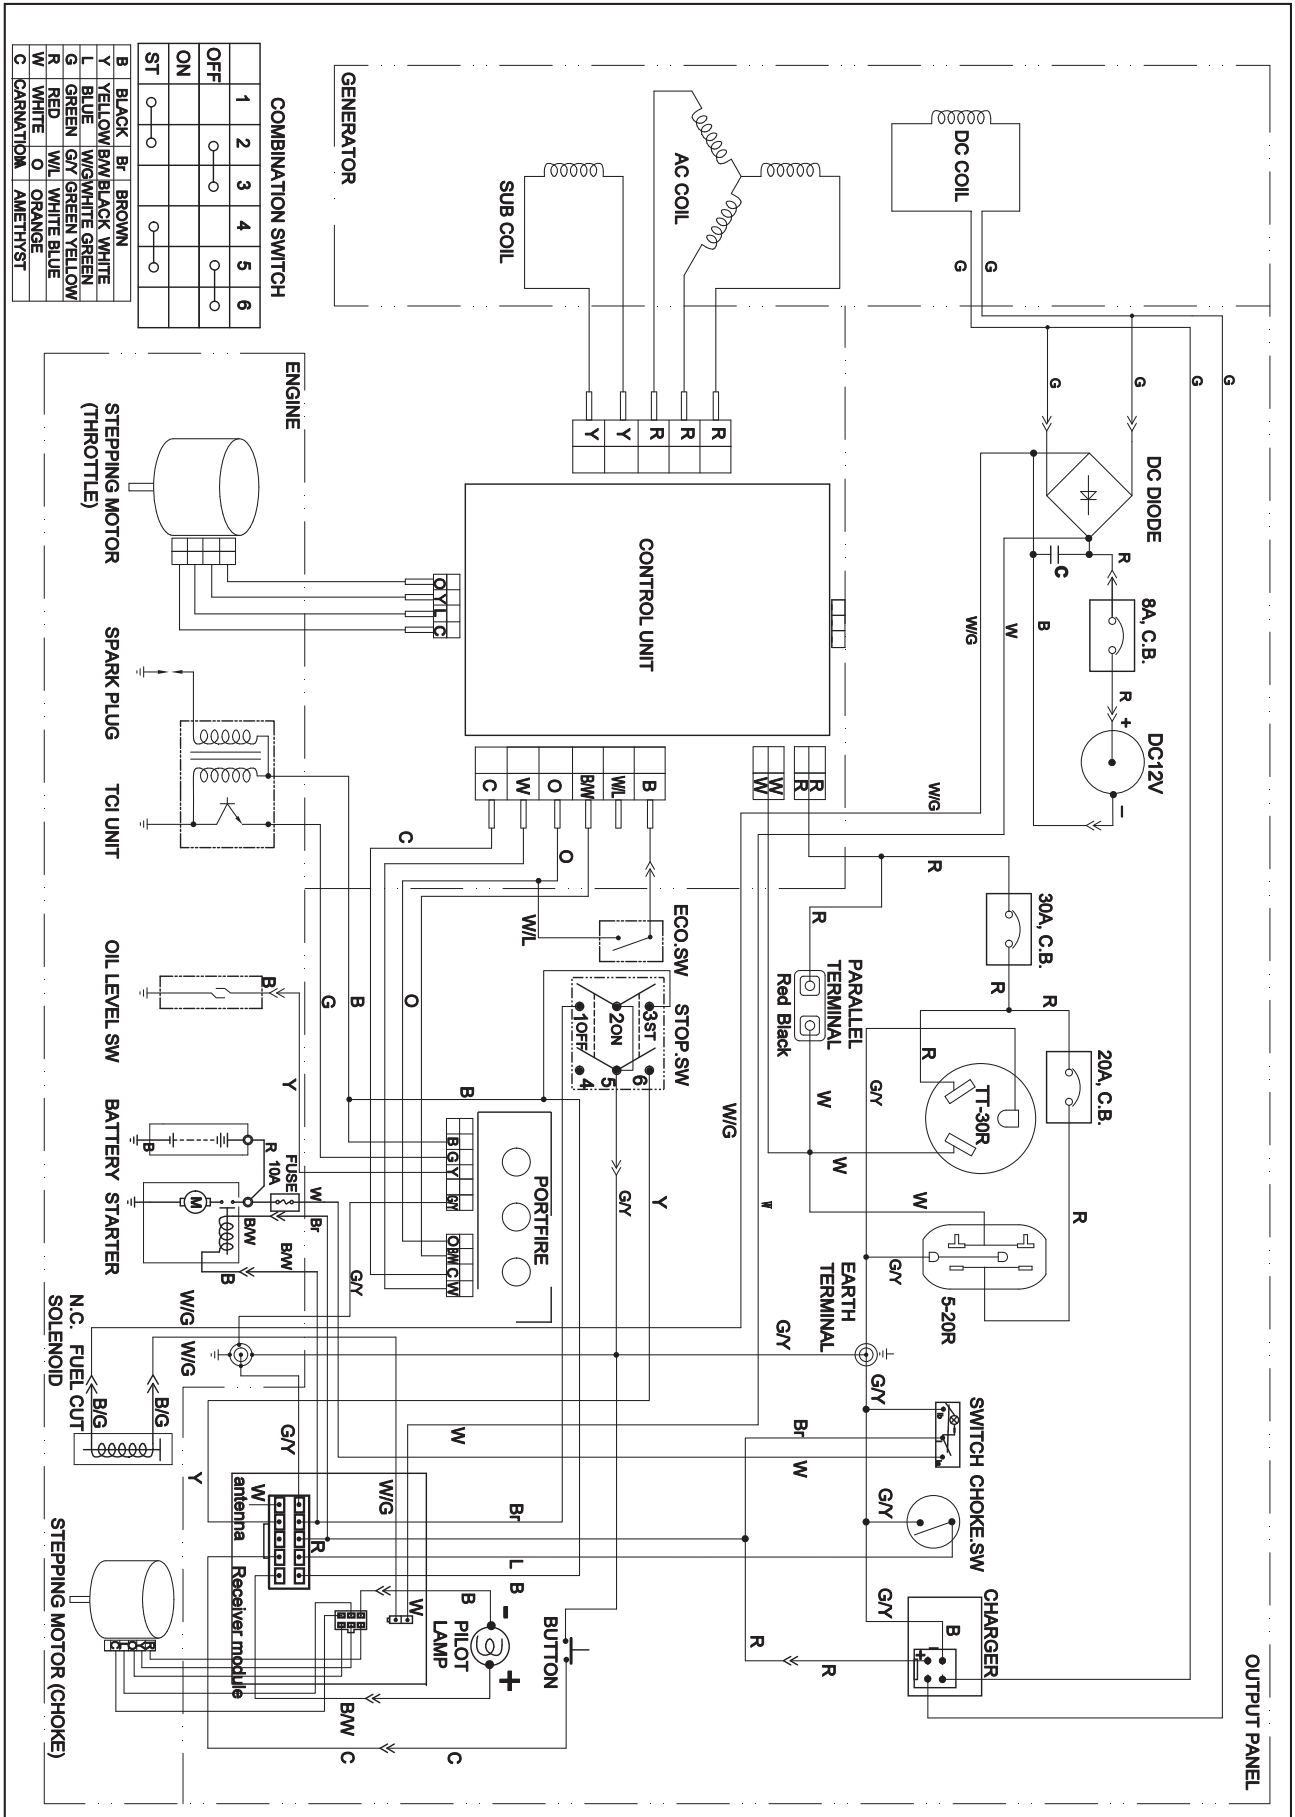 GENERATOR
DC COIL
AC COIL
SUB COIL
G
G
G
G
G
G
COMBINATION SWITCH
1 2 3 4 5 6
OFF
ON
ST
B BLACK Br BROWN
Y YELLOW B/W BLACK WHITE
L BLUE W/G WHITE GREEN
G GREEN G/Y GREEN YELLOW
R RED W/L WHITE BLUE
W WHITE O ORANGE
C CARNATION A AMETHYST
OUTPUT PANEL
DC DIODE
C
R
8A, C.B.
R
+
DC12V
-
B
W
W/G
W/G
Y
Y
R
R
R
CONTROL UNIT
O
Y
L
C
C
W
O
B/W
W/L
B
W
W
R
R
ENGINE
STEPPING MOTOR
(THROTTLE)
SPARK PLUG
TCI UNIT
OIL LEVEL SW
BATTERY
STARTER
N.C. FUEL CUT
SOLENOID
STEPPING MOTOR (CHOKE)
C
O
W/L
ECO.SW
STOP.SW
3ST
2ON
1OFF
6
5
4
R
30A, C.B.
R
R
20A, C.B.
R
R
PARALLEL
TERMINAL
Red Black
R
G/Y
W
W
TT-30R
W
R
5-20R
G/Y
EARTH
TERMINAL
G/Y
G/Y
W/G
W
G/Y
Y
B
G
B
O
B
Y
PORTFIRE
B
G
Y
G/Y
O
B/W
C
W
B
R
10A
FUSE
W
Br
M
B/W
B/W
B
G/Y
W/G
W/G
B/G
B/G
G/Y
Y
W
W/G
Br
L
B
Br
W
SWITCH
CHOKE.SW
G/Y
G/Y
CHARGER
B
-
+
R
R
W
antenna
R
Receiver module
W
B
-
PILOT
LAMP
+
BUTTON
B/W
C
C